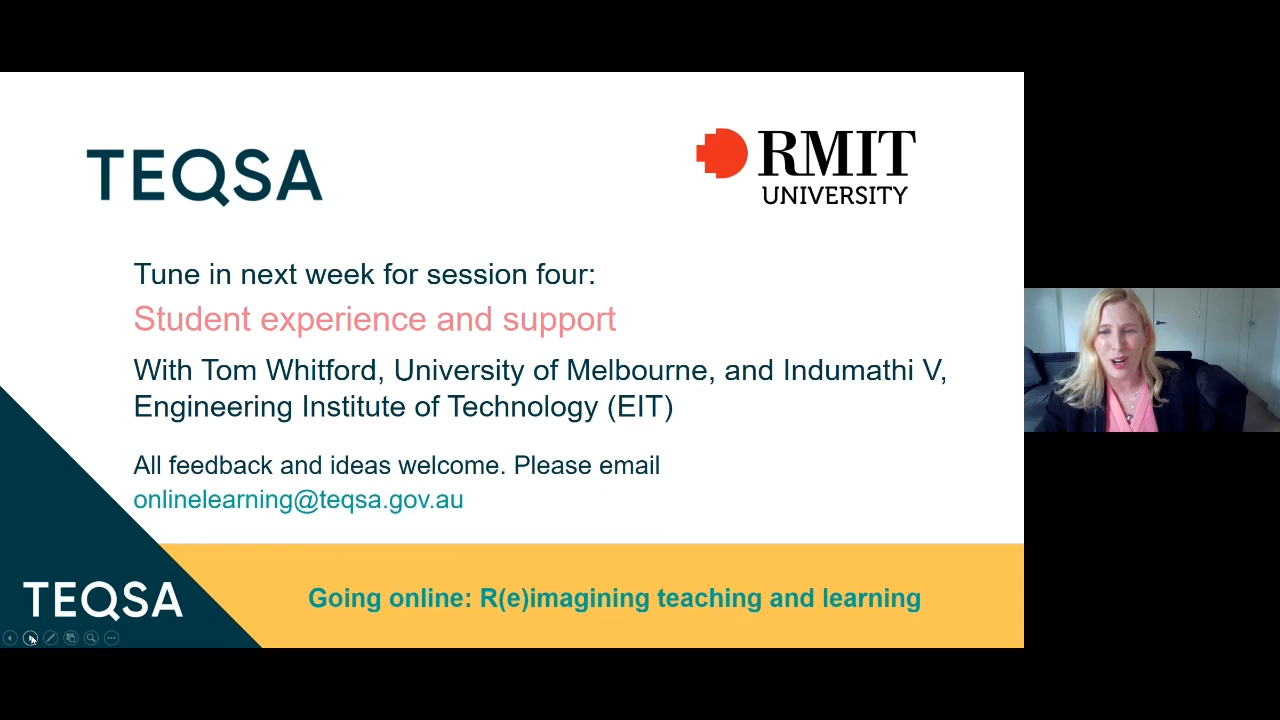 TEQSA
RMIT
UNIVERSITY
Tune in next week for session four:
Student experience and support
With Tom Whitford, University of Melbourne, and Indumathi V,
Engineering Institute of Technology (EIT)
All feedback and ideas welcome. Please email
onlinelearning@teqsa.gov.au
TEQSA
Going online: R(e)imagining teaching and learning